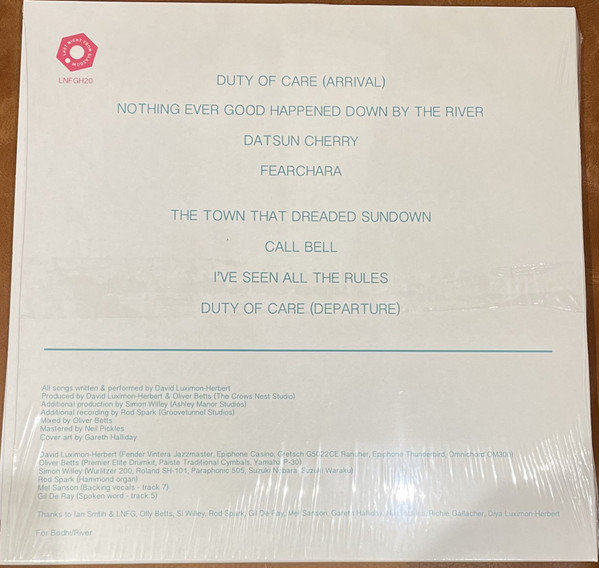 LAST NIGHT FROM GLASGOW
LNFGH20
DUTY OF CARE (ARRIVAL)
NOTHING EVER GOOD HAPPENED DOWN BY THE RIVER
DATSUN CHERRY
FEARCHARA
THE TOWN THAT DREADED SUNDOWN
CALL BELL
I'VE SEEN ALL THE RULES
DUTY OF CARE (DEPARTURE)
All songs written & performed by David Luximon-Herbert
Produced by David Luximon-Herbert & Oliver Betts (The Crows Nest Studio)
Additional production by Simon Willey (Ashley Manor Studios)
Additional recording by Rod Spark (Groovetunnel Studios)
Mixed by Oliver Betts
Mastered by Neil Pickles
Cover art by Gareth Halliday
David Luximon-Herbert (Fender Vintera Jazzmaster, Epiphone Casino, Gretsch G5022CE Rancher, Epiphone Thunderbird, Omnichord
Oliver Betts (Premier Elite Drumkit, Paiste Traditional Cymbals, Yamaha P-30)
Simon Willey (Wurlitzer 200, Roland SH-101, Paraphonic 505, Suzuki
Rod Spark (Hammond organ)
Mel Sanson (Backing vocals - track 7)
Gil De Ray (Spoken word - track 5)
Thanks to Ian Smith & LNFG, Olly Betts, Si Willey, Rod Spark, Gil De Ray, Mel Sanson, Gareth Halliday, Richie Gallacher, Diya Luximon-Herbert
For Bodhi/River